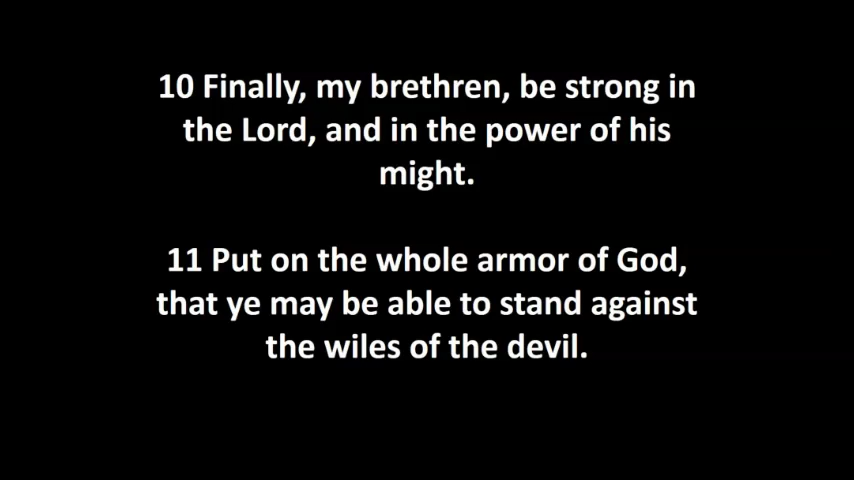 10 Finally, my brethren, be strong in
the Lord, and in the power of his
might.
11 Put on the whole armor of God,
that ye may be able to stand against
the wiles of the devil.